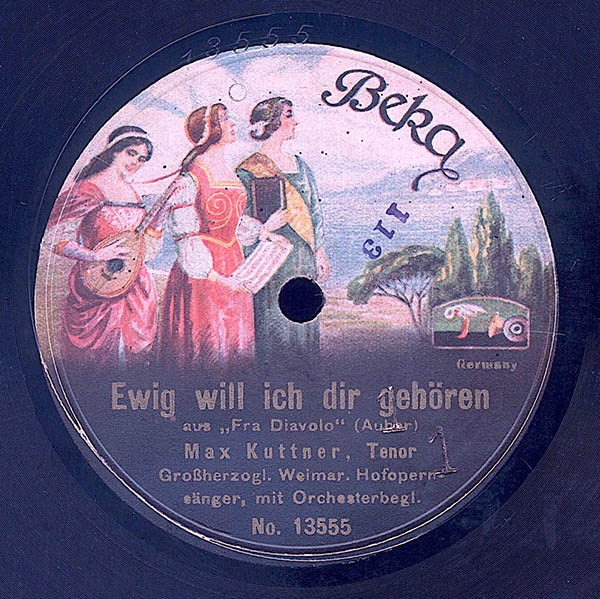 13555
Beka
113
Germany
Ewig will ich dir gehören
aus „Fra Diavolo“ (Auber)
Max Kuttner, Tenor
Großherzogl. Weimar. Hofopern-
sänger, mit Orchesterbegl.
No. 13555